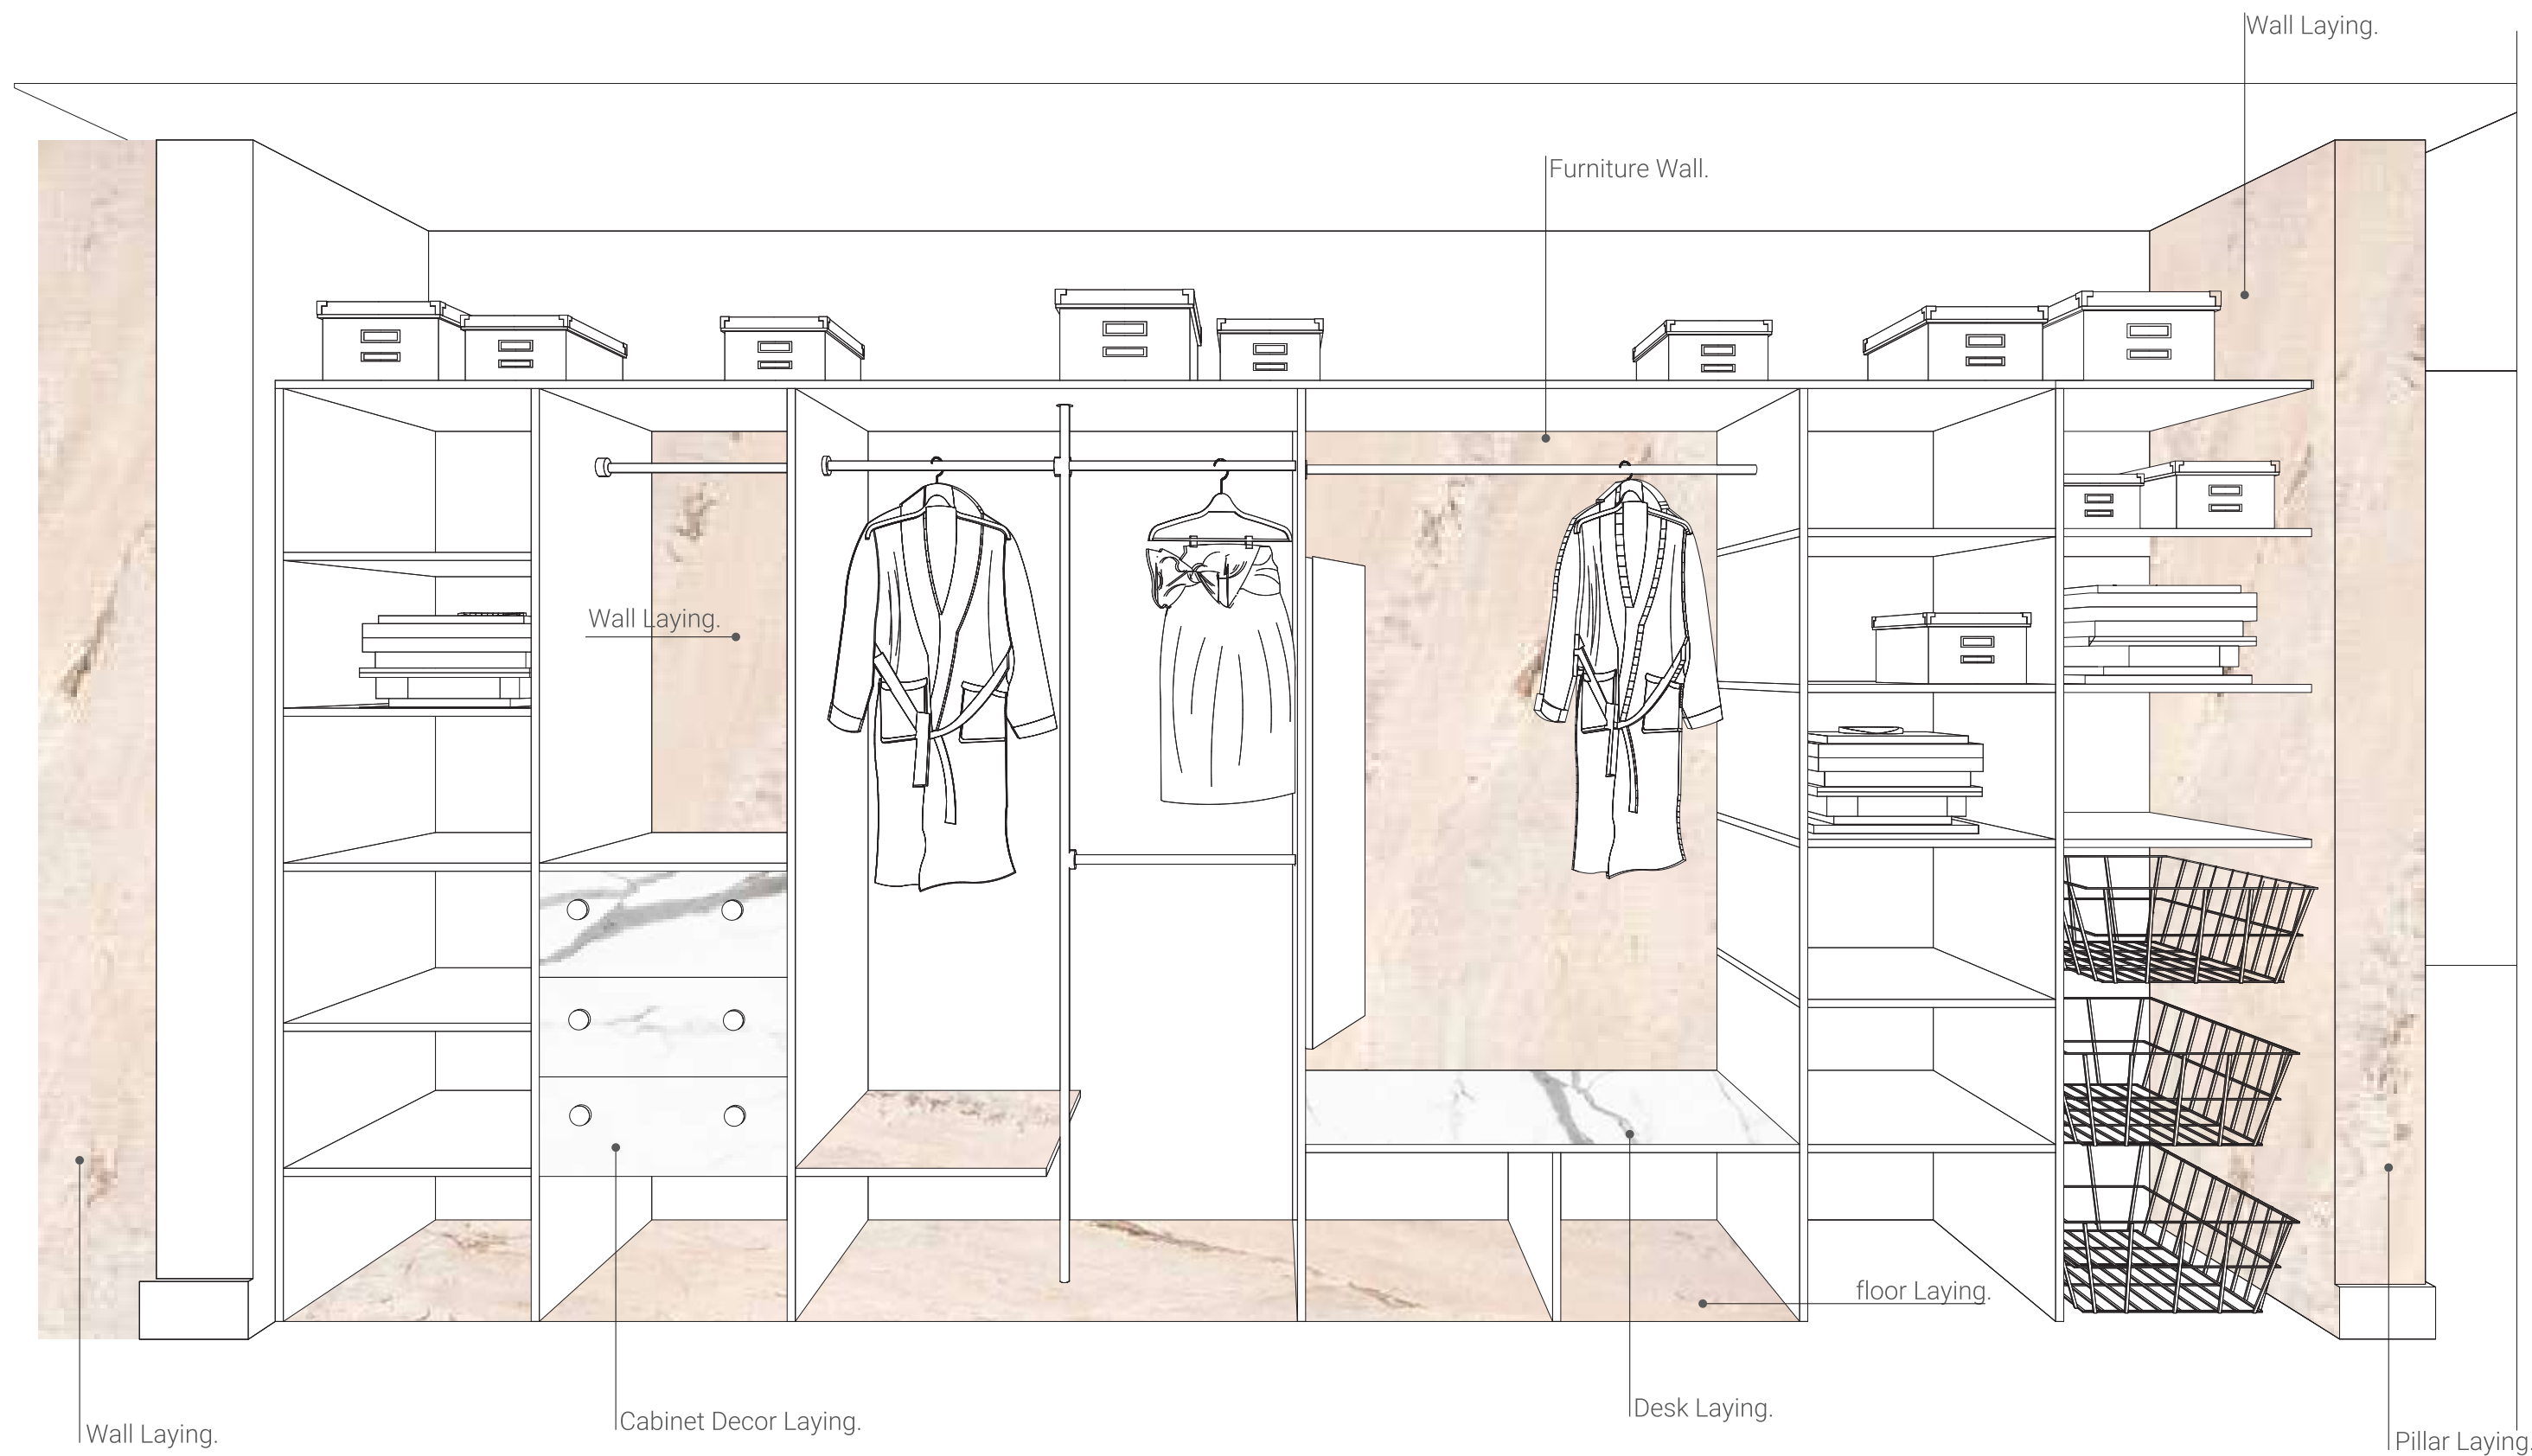 Wall Laying.
Furniture Wall.
Wall Laying.
floor Laying.
Desk Laying.
Cabinet Decor Laying.
Wall Laying.
Pillar Laying.